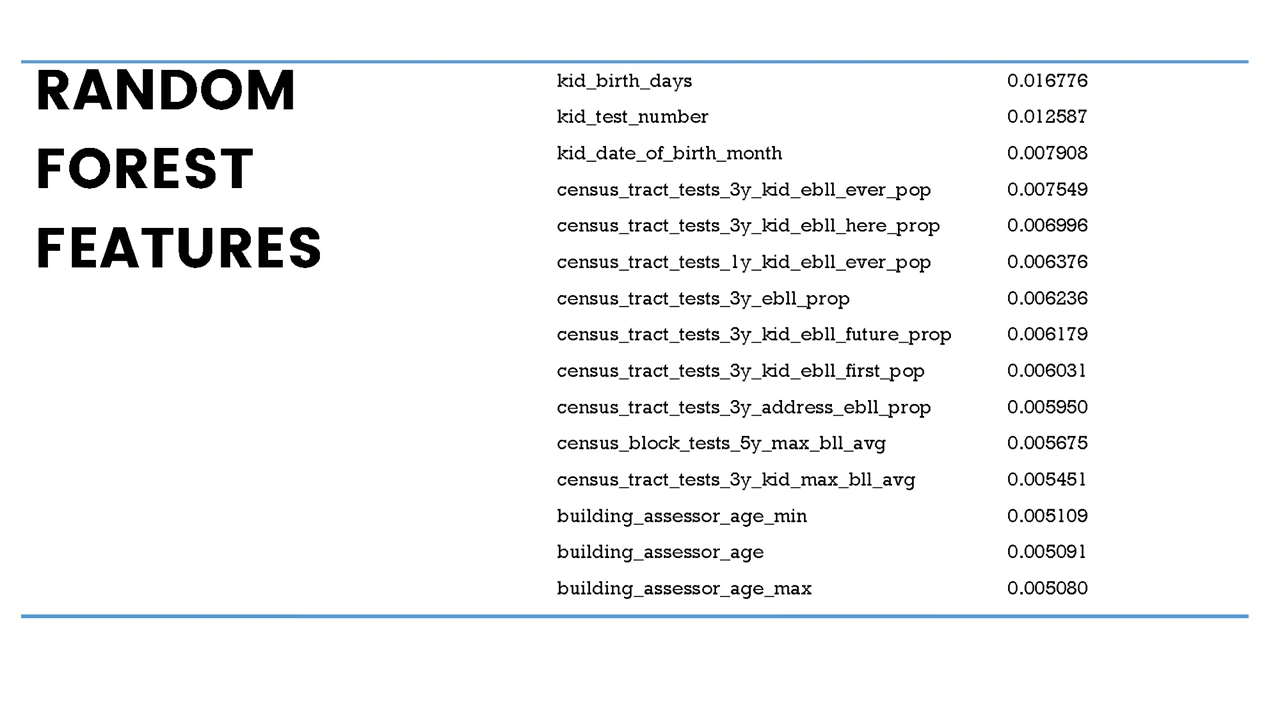 RANDOM
FOREST
FEATURES
kid_birth_days 0.016776
kid_test_number 0.012587
kid_date_of_birth_month 0.007908
census_tract_tests_3y_kid_ebll_ever_pop 0.007549
census_tract_tests_3y_kid_ebll_here_prop 0.006996
census_tract_tests_1y_kid_ebll_ever_pop 0.006376
census_tract_tests_3y_ebll_prop 0.006236
census_tract_tests_3y_kid_ebll_future_prop 0.006179
census_tract_tests_3y_kid_ebll_first_pop 0.006031
census_tract_tests_3y_address_ebll_prop 0.005950
census_block_tests_5y_max_bll_avg 0.005675
census_tract_tests_3y_kid_max_bll_avg 0.005451
building_assessor_age_min 0.005109
building_assessor_age 0.005091
building_assessor_age_max 0.005080